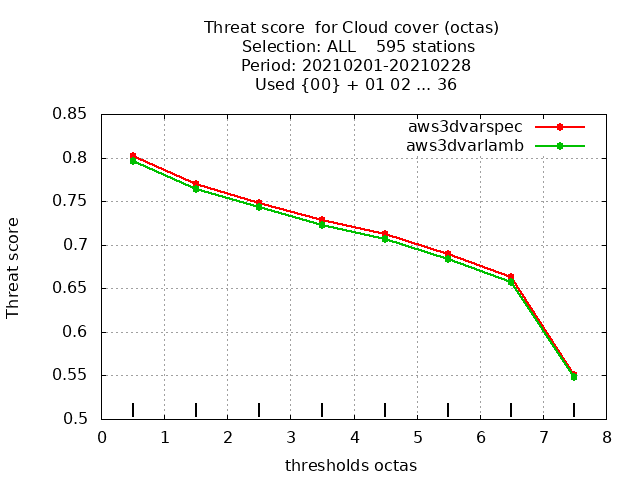 Threat score  for Cloud cover (octas)
Selection: ALL    595 stations
Period: 20210201-20210228
Used {00} + 01 02 ... 36
aws3dvarspec
aws3dvarlamb
0.85
0.8
0.75
0.7
0.65
0.6
0.55
0.5
Threat score
0 1 2 3 4 5 6 7 8
thresholds octas